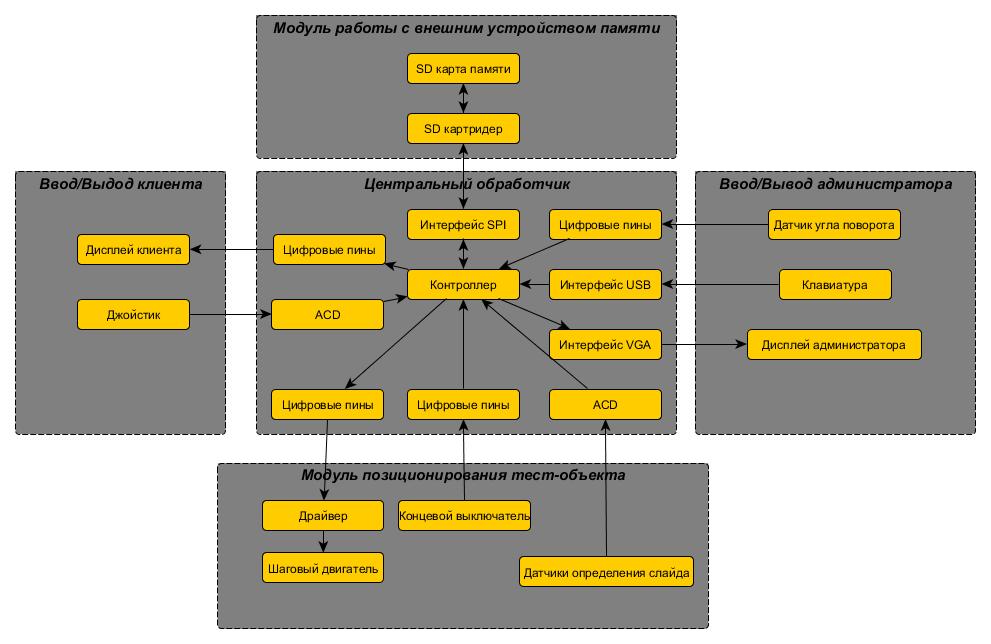 Модуль работы с внешним устройством памяти
SD карта памяти
SD картридер
Ввод/Выдод клиента
Дисплей клиента
Джойстик
Центральный обработчик
Интерфейс SPI
Цифровые пины
Цифровые пины
Контроллер
Интерфейс USB
ACD
Интерфейс VGA
Цифровые пины
Цифровые пины
ACD
Ввод/Вывод администратора
Датчик угла поворота
Клавиатура
Дисплей администратора
Модуль позиционирования тест-объекта
Драйвер
Концевой выключатель
Шаговый двигатель
Датчики определения слайда